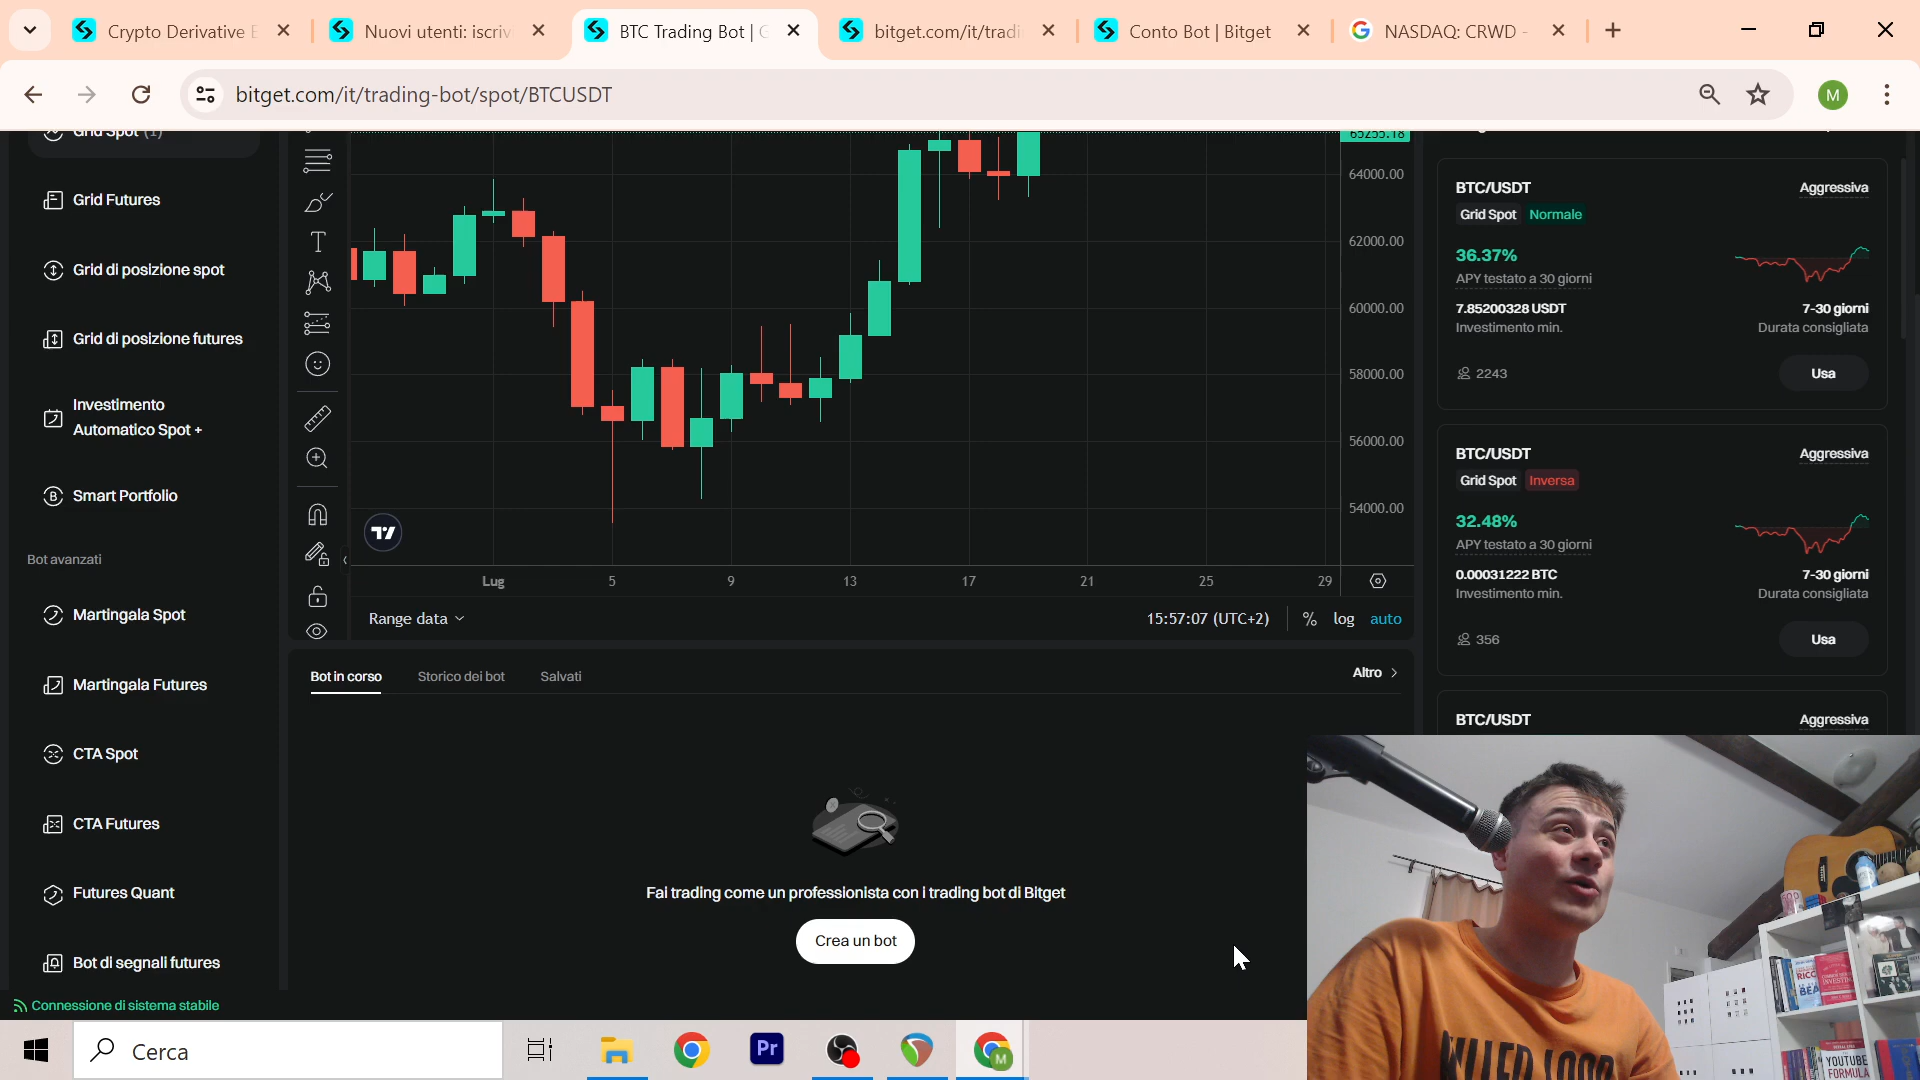 Crypto Derivative E
Nuovi utenti: iscriv
BTC Trading Bot | G
bitget.com/it/tradi
Conto Bot | Bitget
NASDAQ: CRWD -
bitget.com/it/trading-bot/spot/BTCUSDT
M
Grid Spot (1)
Grid Futures
Grid di posizione spot
Grid di posizione futures
Investimento
Automatico Spot +
Smart Portfolio
Bot avanzati
Martingala Spot
Martingala Futures
CTA Spot
CTA Futures
Futures Quant
Bot di segnali futures
Connessione di sistema stabile
65255.18
64000.00
62000.00
60000.00
58000.00
56000.00
54000.00
Lug
5
9
13
17
21
25
29
Range data
15:57:07 (UTC+2)
%
log
auto
Bot in corso
Storico dei bot
Salvati
Altro
Fai trading come un professionista con i trading bot di Bitget
Crea un bot
BTC/USDT
Aggressiva
Grid Spot
Normale
36.37%
APY testato a 30 giorni
7.85200328 USDT
7-30 giorni
Investimento min.
Durata consigliata
2243
Usa
BTC/USDT
Aggressiva
Grid Spot
Inversa
32.48%
APY testato a 30 giorni
0.00031222 BTC
7-30 giorni
Investimento min.
Durata consigliata
356
Usa
BTC/USDT
Aggressiva
YOUTUBE
FORMULA
Cerca
Pr
M